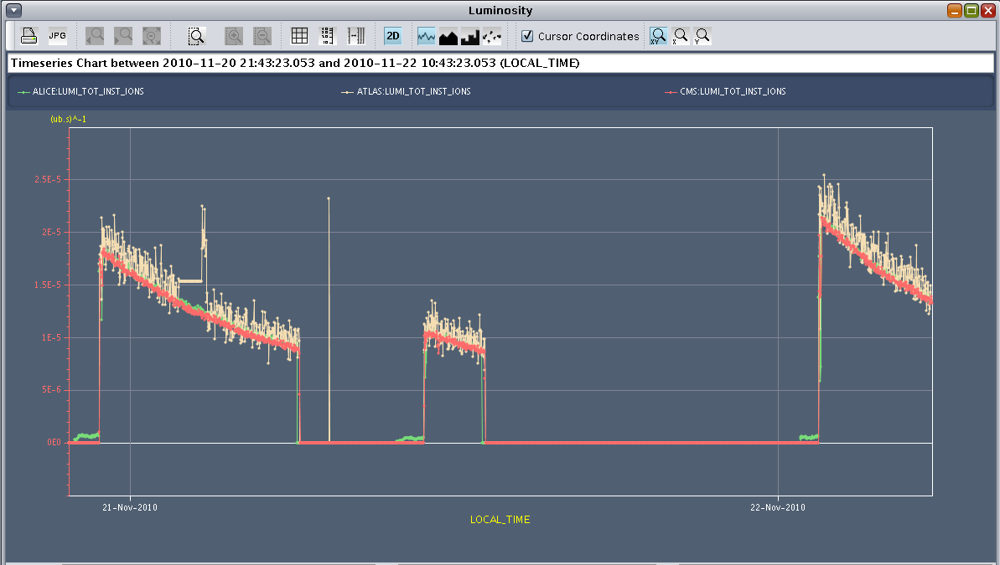 Luminosity
JPG
2D
Cursor Coordinates
XY
X
Y
Timeseries Chart between 2010-11-20 21:43:23.053 and 2010-11-22 10:43:23.053 (LOCAL_TIME)
ALICE:LUMI_TOT_INST_IONS
ATLAS:LUMI_TOT_INST_IONS
CMS:LUMI_TOT_INST_IONS
(ub.s)^-1
2.5E-5
2E-5
1.5E-5
1E-5
5E-6
0E0
21-Nov-2010
22-Nov-2010
LOCAL_TIME